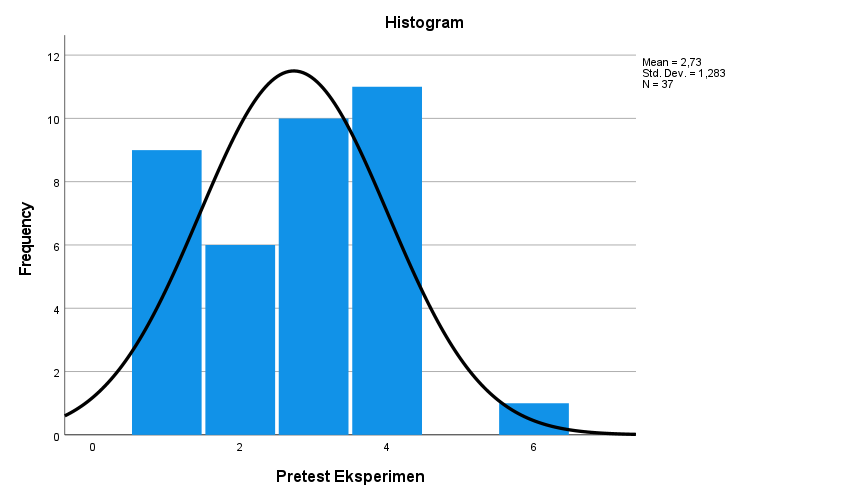 Histogram
Mean = 2,73
Std. Dev. = 1,283
N = 37
12
10
8
6
4
2
0
Frequency
0
2
4
6
Pretest Eksperimen